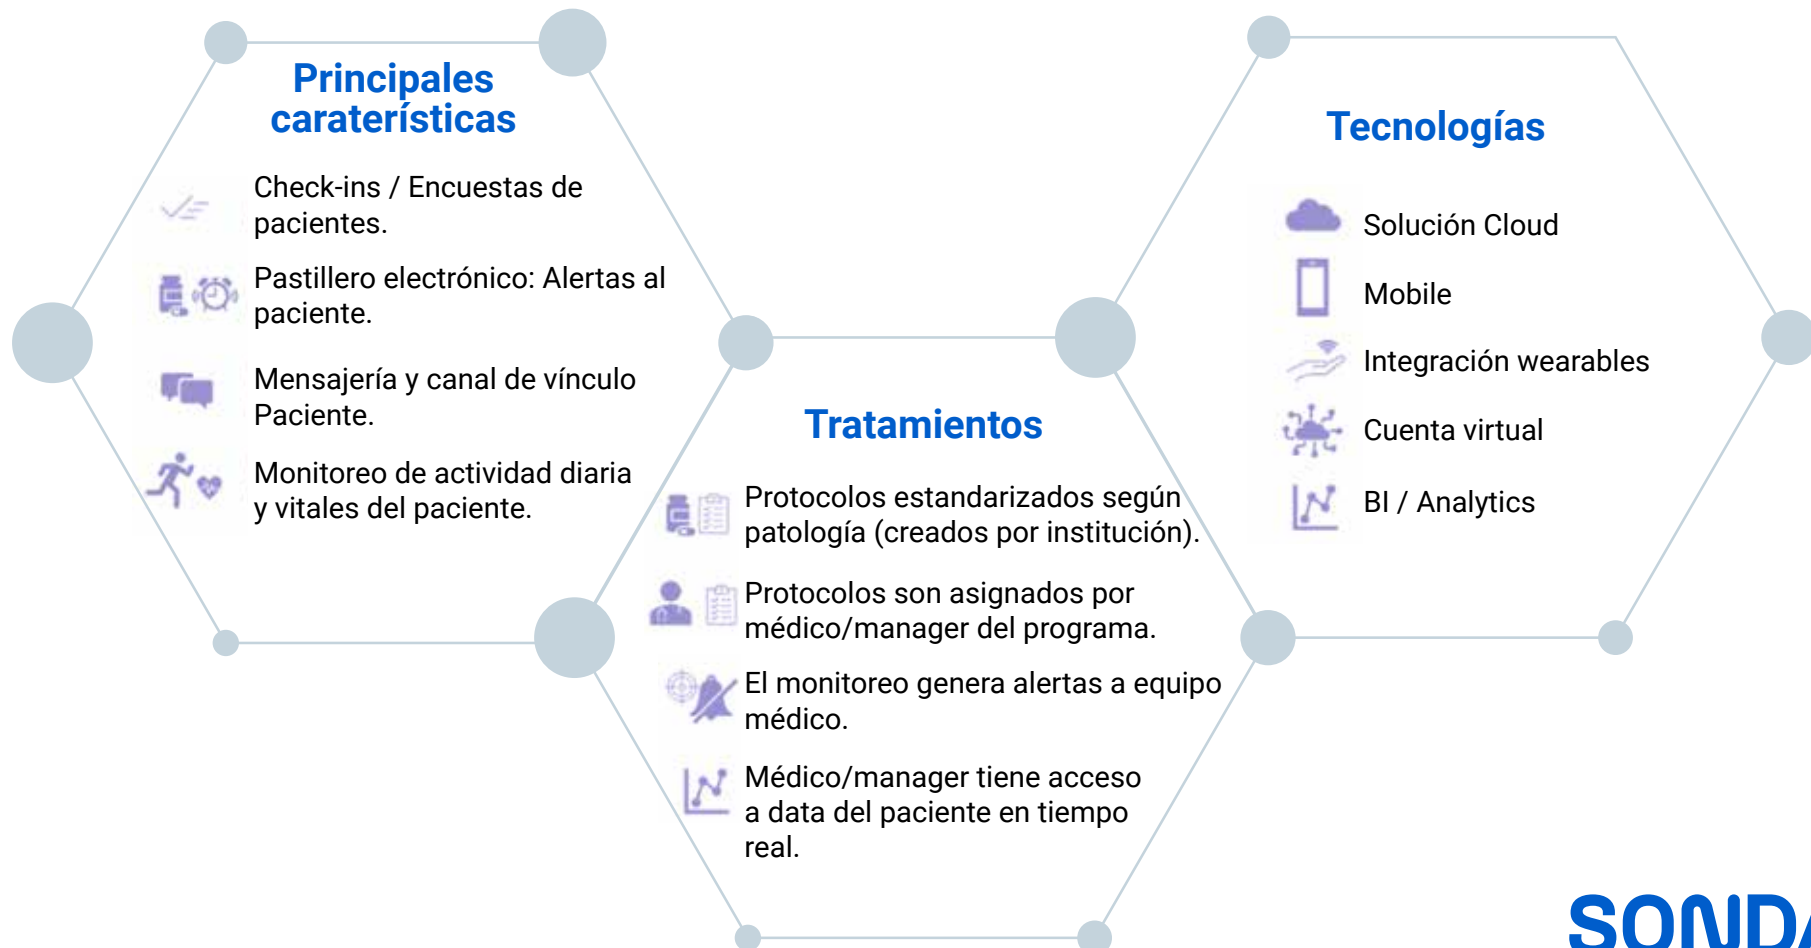 Principales
caraterísticas
Check-ins / Encuestas de
pacientes.
Pastillero electrónico: Alertas al
paciente.
Mensajería y canal de vínculo
Paciente.
Monitoreo de actividad diaria
y vitales del paciente.
Tratamientos
Protocolos estandarizados según
patología (creados por institución).
Protocolos son asignados por
médico/manager del programa.
El monitoreo genera alertas a equipo
médico.
Médico/manager tiene acceso
a data del paciente en tiempo
real.
Tecnologías
Solución Cloud
Mobile
Integración wearables
Cuenta virtual
BI / Analytics
SONDA